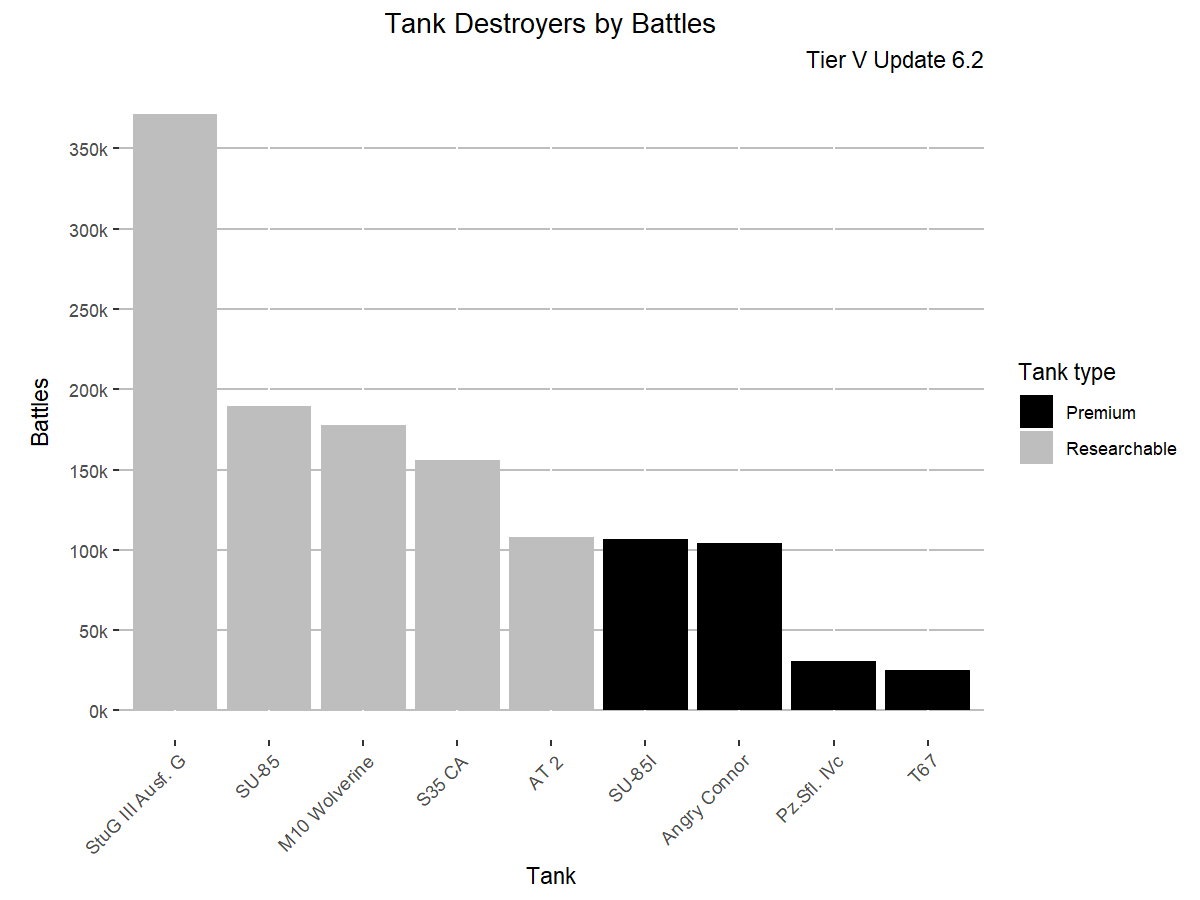 Tank Destroyers by Battles
Tier V Update 6.2
Battles
350k
300k
250k
200k
150k
100k
50k
0k
StuG III Ausf. G
SU-85
M10 Wolverine
S35 CA
AT 2
SU-85I
Angry Connor
Pz.Sfl. IVc
T67
Tank
Tank type
Premium
Researchable